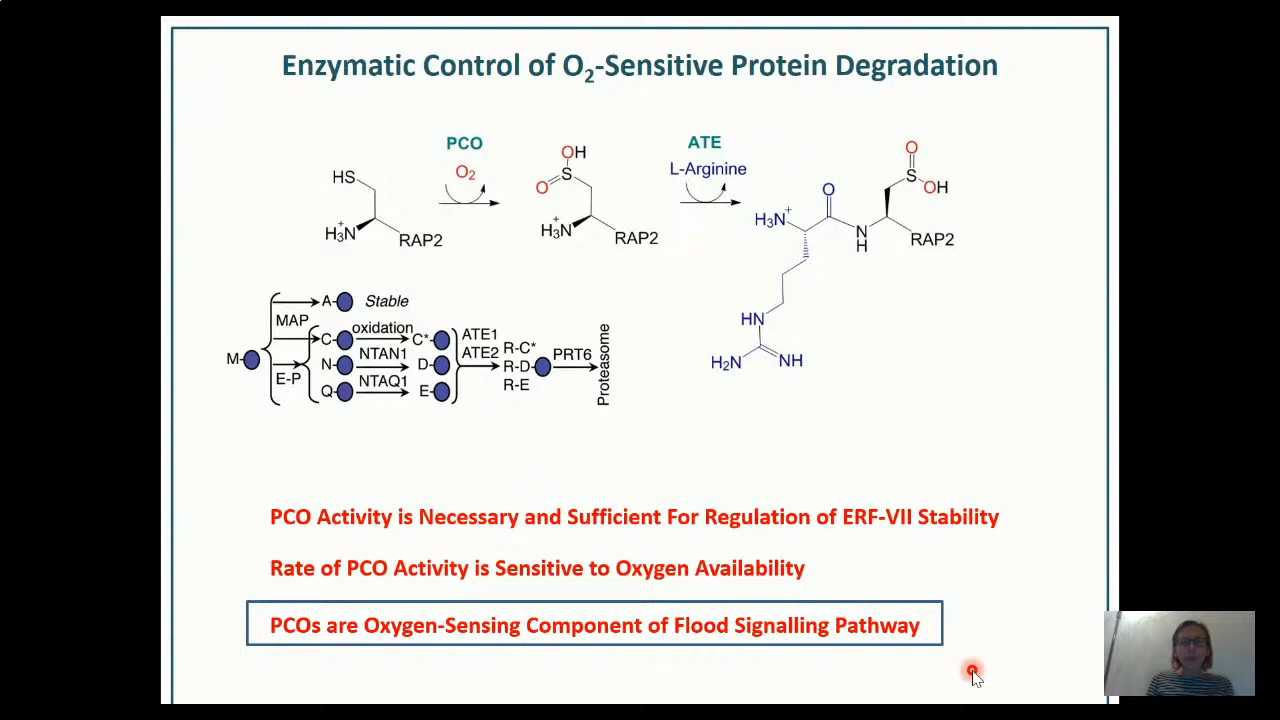 Enzymatic Control of O2-Sensitive Protein Degradation
PCO
O2
ATE
L-Arginine
HS
H3N+
RAP2
OH
O
S
H3N+
RAP2
O
S
OH
O
H3N+
N
H
RAP2
HN
H2N
NH
M-
MAP
E-P
A-
Stable
C-
oxidation
C*-
N-
NTAN1
D-
Q-
NTAQ1
E-
ATE1
ATE2
R-C*
R-D-
R-E
PRT6
Proteasome
PCO Activity is Necessary and Sufficient For Regulation of ERF-VII Stability
Rate of PCO Activity is Sensitive to Oxygen Availability
PCOs are Oxygen-Sensing Component of Flood Signalling Pathway